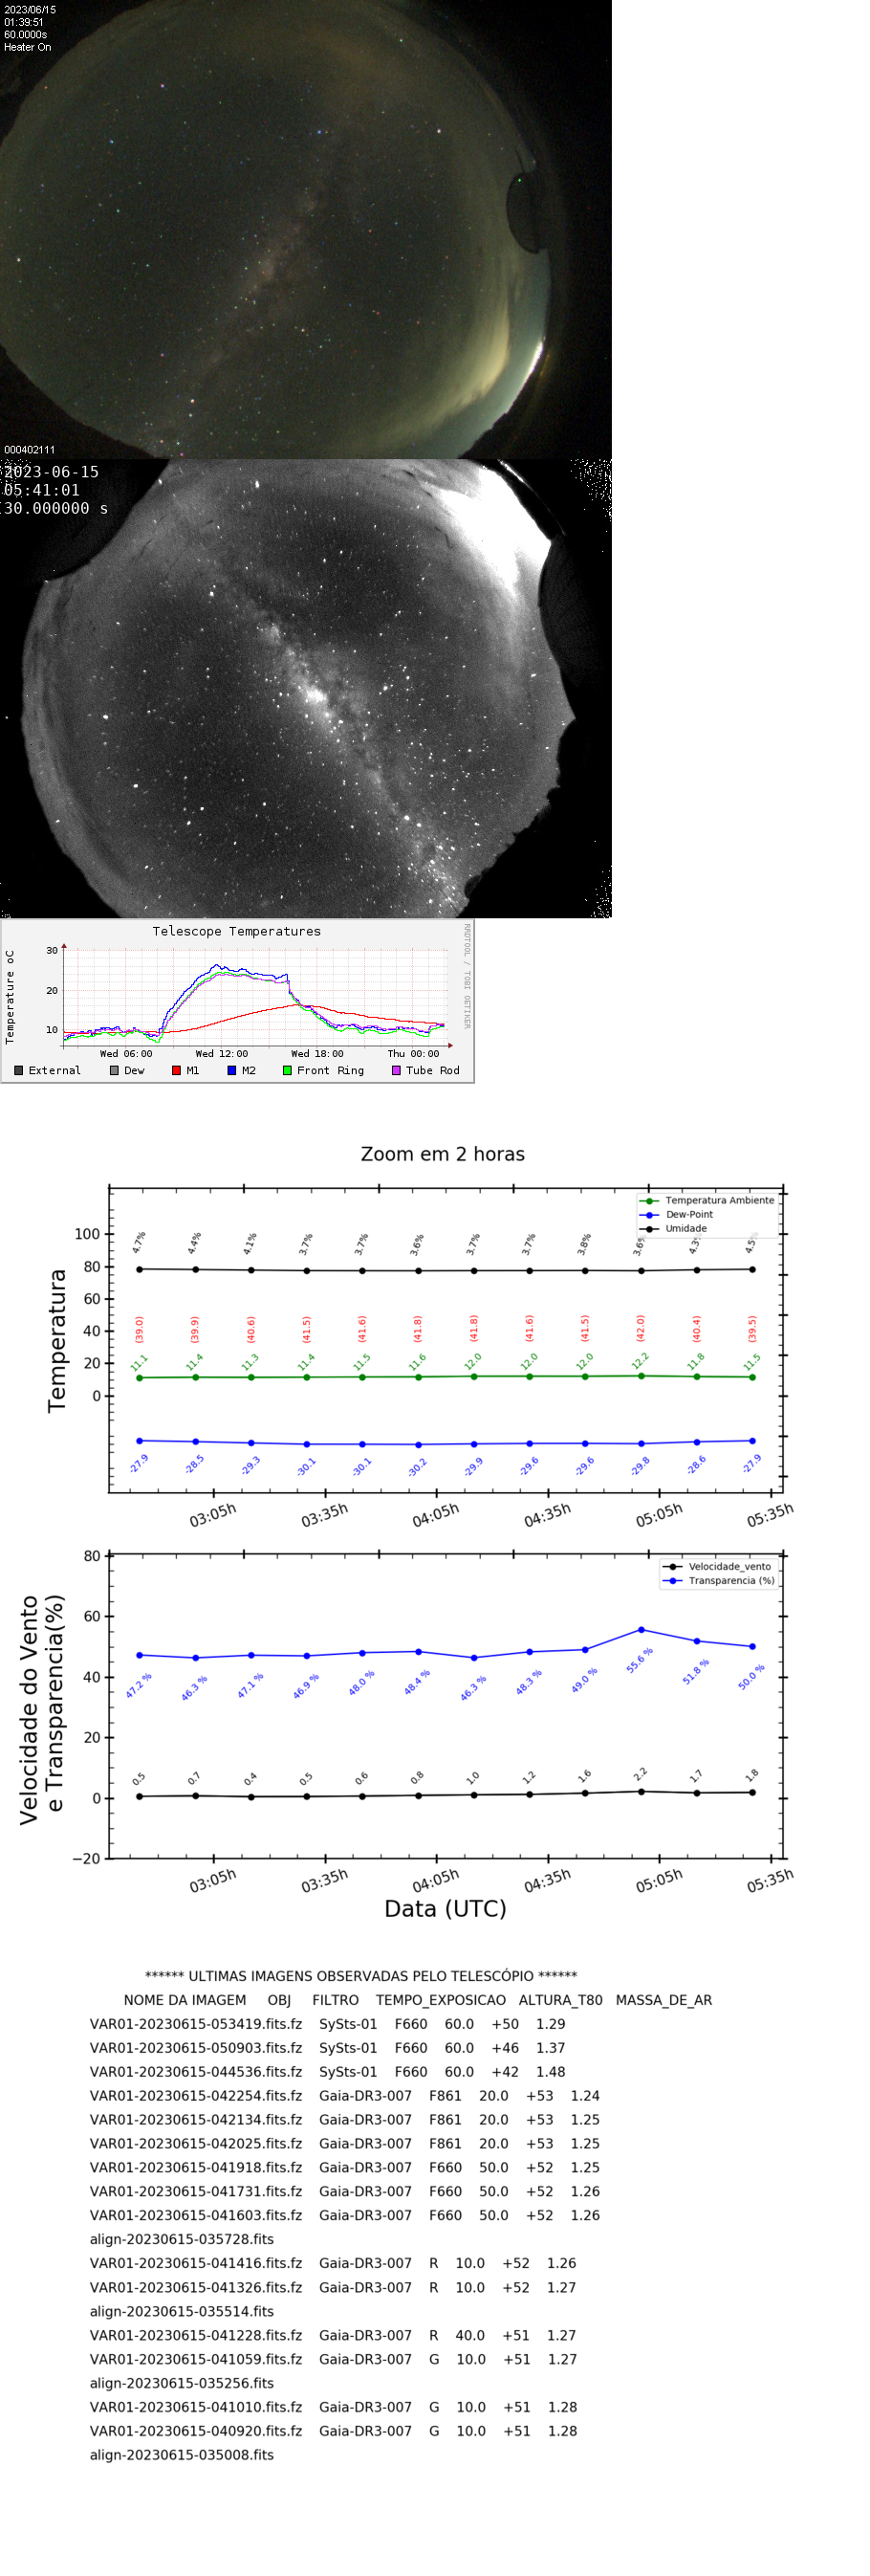 2023/06/15
01:39:51
60.0000s
Heater On
000402111
2023-06-15
05:41:01
30.000000 s
Telescope Temperatures
RRDTOOL / TOBI OETIKER
Temperature oC
30
20
10
Wed 06:00 Wed 12:00 Wed 18:00 Thu 00:00
External Dew M1 M2 Front Ring Tube Rod
Zoom em 2 horas
Temperatura Ambiente
Dew-Point
Umidade
Temperatura
100
80
60
40
20
0
4.7% 4.4% 4.1% 3.7% 3.7% 3.6% 3.7% 3.7% 3.8% 3.6% 4.3% 4.5%
(39.0) (39.9) (40.6) (41.5) (41.6) (41.8) (41.8) (41.6) (41.5) (42.0) (40.4) (39.5)
11.1 11.4 11.3 11.4 11.5 11.6 12.0 12.0 12.0 12.2 11.8 11.5
-27.9 -28.5 -29.3 -30.1 -30.1 -30.2 -29.9 -29.6 -29.6 -29.8 -28.6 -27.9
03:05h 03:35h 04:05h 04:35h 05:05h 05:35h
Velocidade_vento
Transparencia (%)
Velocidade do Vento
e Transparencia(%)
80
60
40
20
0
−20
47.2 % 46.3 % 47.1 % 46.9 % 48.0 % 48.4 % 46.3 % 48.3 % 49.0 % 55.6 % 51.8 % 50.0 %
0.5 0.7 0.4 0.5 0.6 0.8 1.0 1.2 1.6 2.2 1.7 1.8
03:05h 03:35h 04:05h 04:35h 05:05h 05:35h
Data (UTC)
****** ULTIMAS IMAGENS OBSERVADAS PELO TELESCÓPIO ******
NOME DA IMAGEM OBJ FILTRO TEMPO_EXPOSICAO ALTURA_T80 MASSA_DE_AR
VAR01-20230615-053419.fits.fz SySts-01 F660 60.0 +50 1.29
VAR01-20230615-050903.fits.fz SySts-01 F660 60.0 +46 1.37
VAR01-20230615-044536.fits.fz SySts-01 F660 60.0 +42 1.48
VAR01-20230615-042254.fits.fz Gaia-DR3-007 F861 20.0 +53 1.24
VAR01-20230615-042134.fits.fz Gaia-DR3-007 F861 20.0 +53 1.25
VAR01-20230615-042025.fits.fz Gaia-DR3-007 F861 20.0 +53 1.25
VAR01-20230615-041918.fits.fz Gaia-DR3-007 F660 50.0 +52 1.25
VAR01-20230615-041731.fits.fz Gaia-DR3-007 F660 50.0 +52 1.26
VAR01-20230615-041603.fits.fz Gaia-DR3-007 F660 50.0 +52 1.26
align-20230615-035728.fits
VAR01-20230615-041416.fits.fz Gaia-DR3-007 R 10.0 +52 1.26
VAR01-20230615-041326.fits.fz Gaia-DR3-007 R 10.0 +52 1.27
align-20230615-035514.fits
VAR01-20230615-041228.fits.fz Gaia-DR3-007 R 40.0 +51 1.27
VAR01-20230615-041059.fits.fz Gaia-DR3-007 G 10.0 +51 1.27
align-20230615-035256.fits
VAR01-20230615-041010.fits.fz Gaia-DR3-007 G 10.0 +51 1.28
VAR01-20230615-040920.fits.fz Gaia-DR3-007 G 10.0 +51 1.28
align-20230615-035008.fits